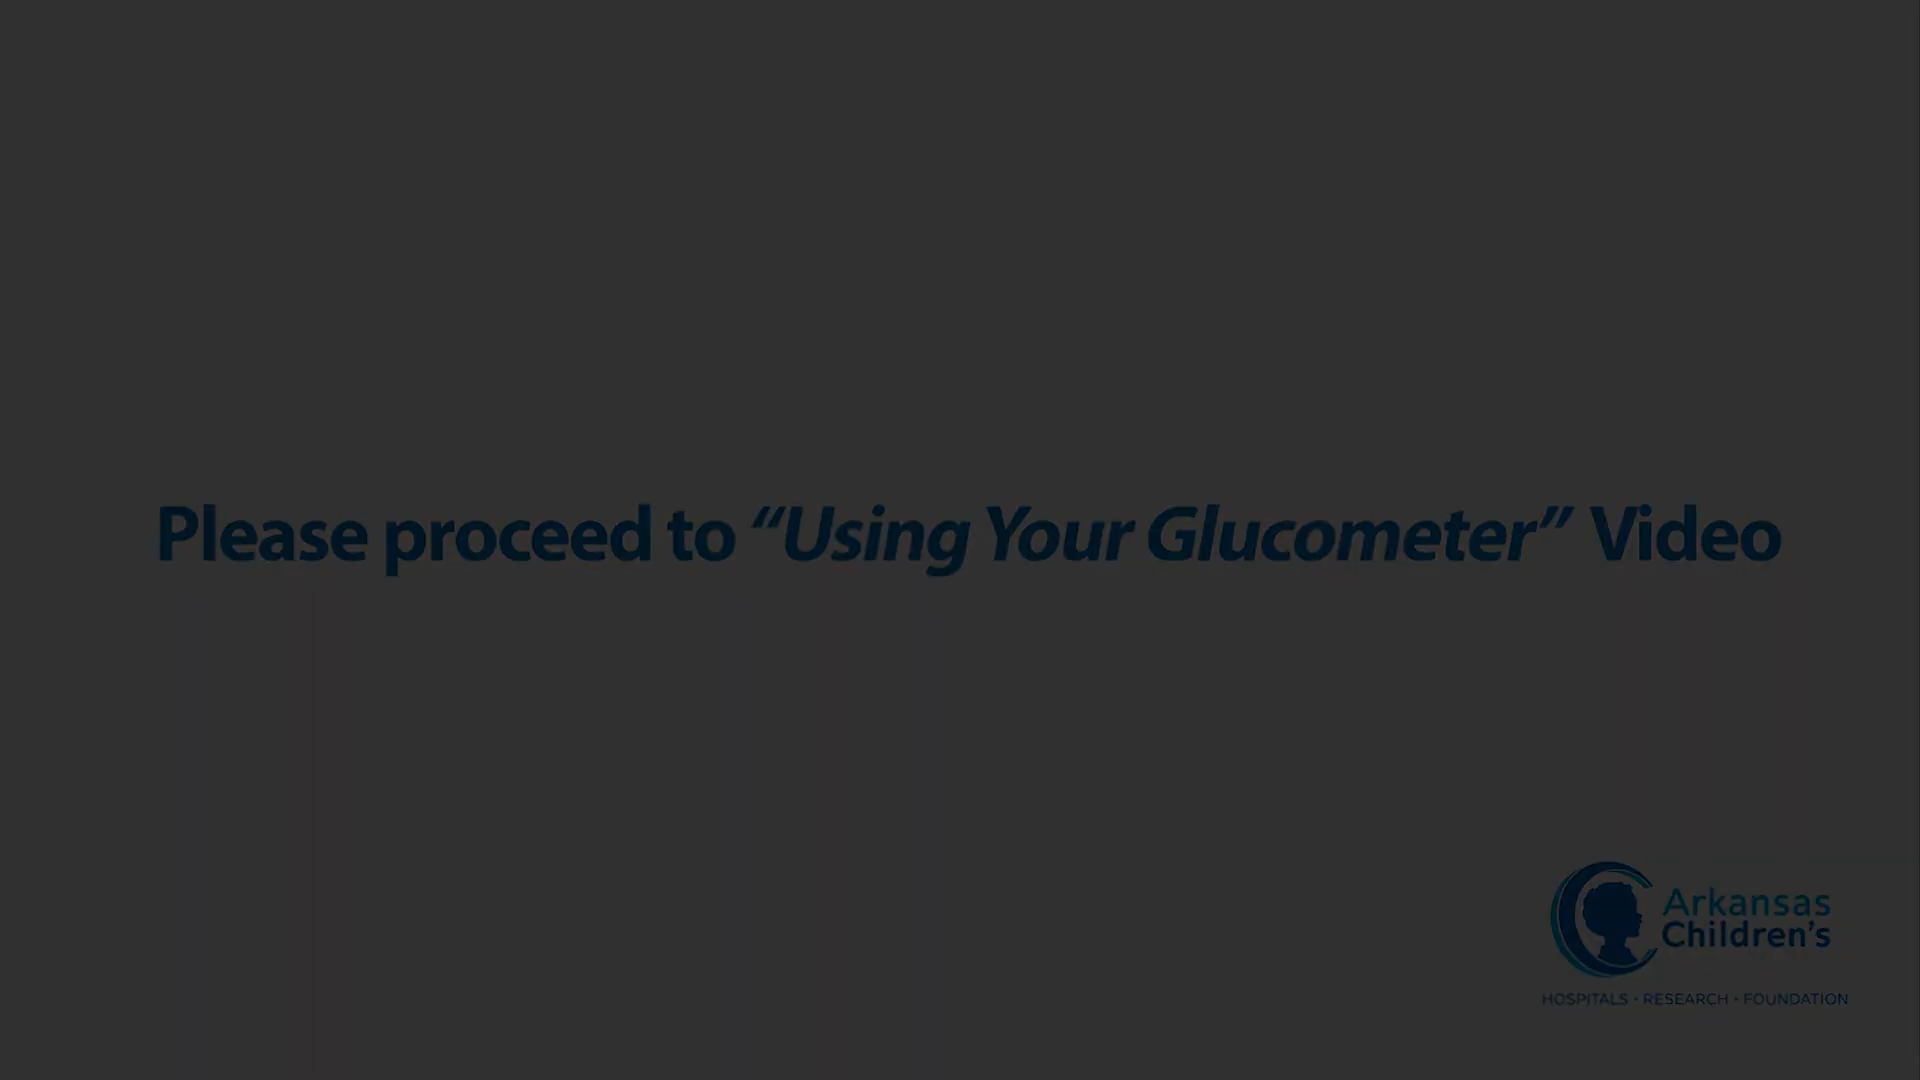 Please proceed to “Using Your Glucometer” Video
Arkansas
Children’s
HOSPITALS • RESEARCH • FOUNDATION